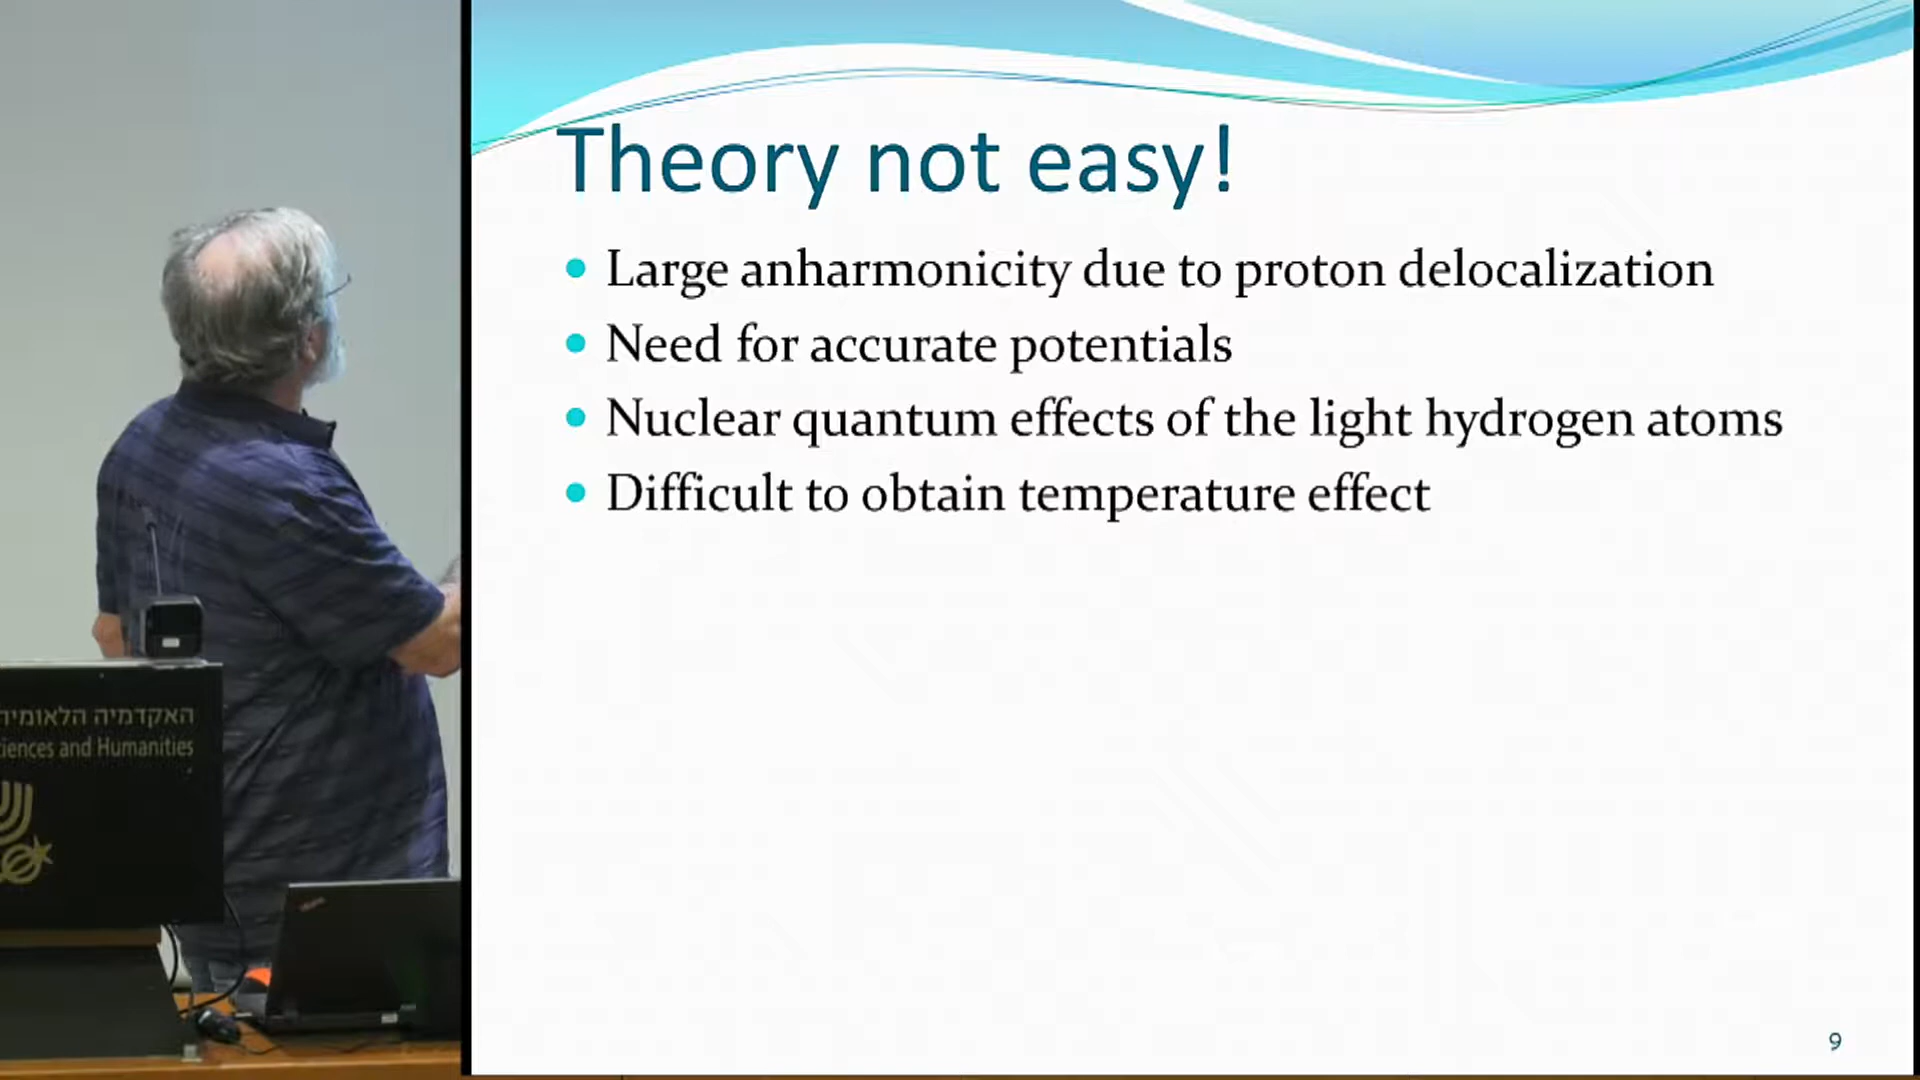 Theory not easy!
Large anharmonicity due to proton delocalization
Need for accurate potentials
Nuclear quantum effects of the light hydrogen atoms
Difficult to obtain temperature effect
9
האקדמיה הלאומית
Sciences and Humanities